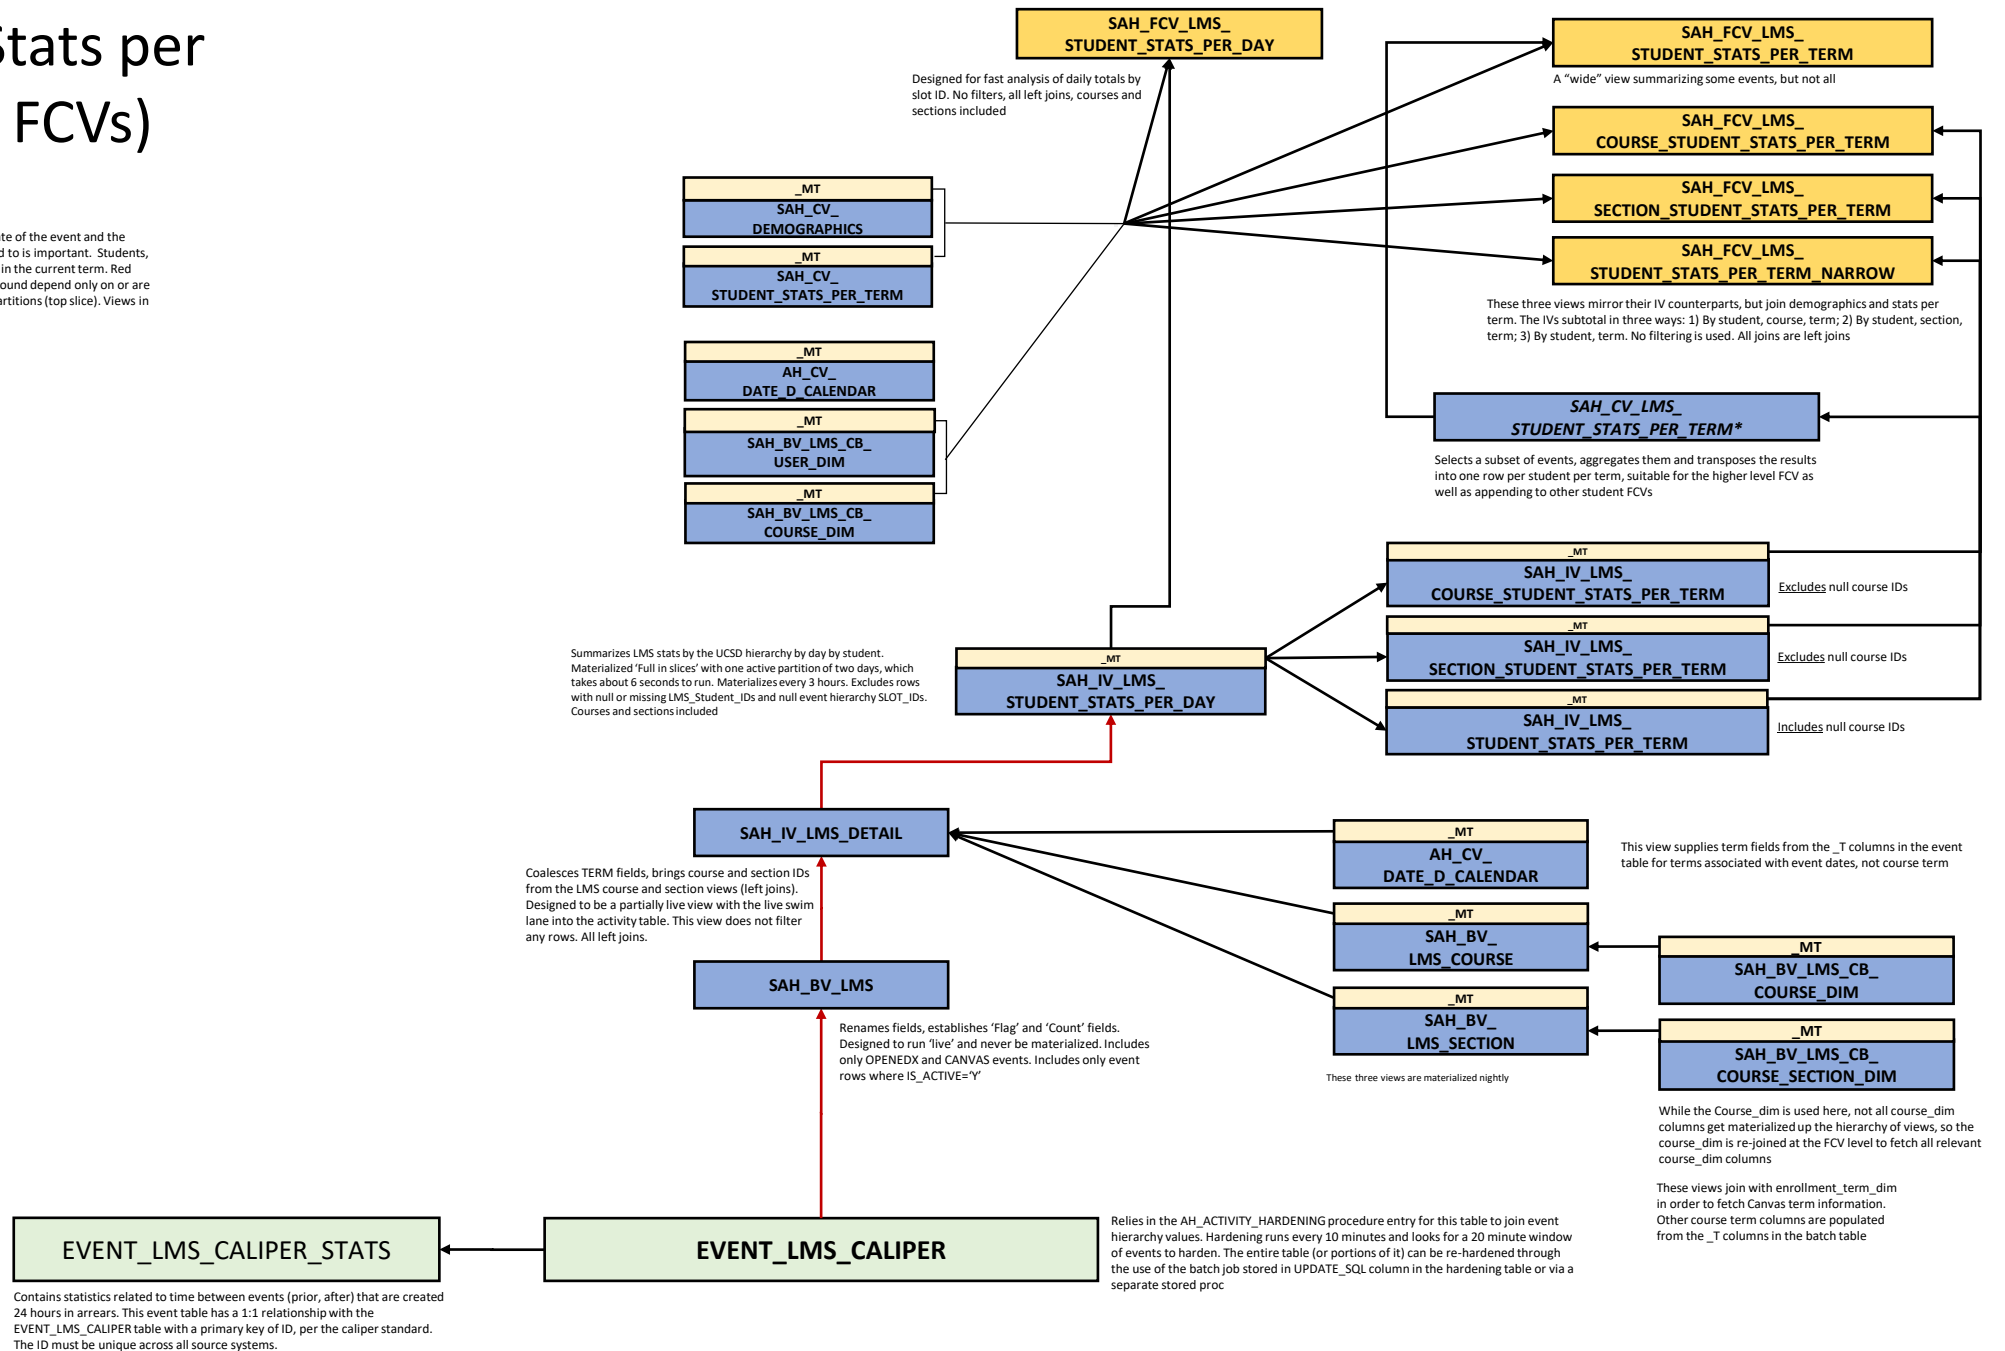 Stats per
FCVs)
ate of the event and the
d to is important.  Students,
in the current term. Red
ound depend only on or are
artitions (top slice). Views in
SAH_FCV_LMS_
STUDENT_STATS_PER_DAY
Designed for fast analysis of daily totals by
slot ID. No filters, all left joins, courses and
sections included
SAH_FCV_LMS_
STUDENT_STATS_PER_TERM
A “wide” view summarizing some events, but not all
SAH_FCV_LMS_
COURSE_STUDENT_STATS_PER_TERM
SAH_FCV_LMS_
SECTION_STUDENT_STATS_PER_TERM
SAH_FCV_LMS_
STUDENT_STATS_PER_TERM_NARROW
These three views mirror their IV counterparts, but join demographics and stats per
term. The IVs subtotal in three ways: 1) By student, course, term; 2) By student, section,
term; 3) By student, term. No filtering is used. All joins are left joins
_MT
SAH_CV_
DEMOGRAPHICS
_MT
SAH_CV_
STUDENT_STATS_PER_TERM
_MT
AH_CV_
DATE_D_CALENDAR
_MT
SAH_BV_LMS_CB_
USER_DIM
_MT
SAH_BV_LMS_CB_
COURSE_DIM
SAH_CV_LMS_
STUDENT_STATS_PER_TERM*
Selects a subset of events, aggregates them and transposes the results
into one row per student per term, suitable for the higher level FCV as
well as appending to other student FCVs
_MT
SAH_IV_LMS_
COURSE_STUDENT_STATS_PER_TERM
Excludes null course IDs
_MT
SAH_IV_LMS_
SECTION_STUDENT_STATS_PER_TERM
Excludes null course IDs
_MT
SAH_IV_LMS_
STUDENT_STATS_PER_TERM
Includes null course IDs
Summarizes LMS stats by the UCSD hierarchy by day by student.
Materialized ‘Full in slices’ with one active partition of two days, which
takes about 6 seconds to run. Materializes every 3 hours. Excludes rows
with null or missing LMS_Student_IDs and null event hierarchy SLOT_IDs.
Courses and sections included
_MT
SAH_IV_LMS_
STUDENT_STATS_PER_DAY
SAH_IV_LMS_DETAIL
Coalesces TERM fields, brings course and section IDs
from the LMS course and section views (left joins).
Designed to be a partially live view with the live swim
lane into the activity table. This view does not filter
any rows. All left joins.
_MT
AH_CV_
DATE_D_CALENDAR
This view supplies term fields from the _T columns in the event
table for terms associated with event dates, not course term
_MT
SAH_BV_
LMS_COURSE
_MT
SAH_BV_
LMS_SECTION
These three views are materialized nightly
_MT
SAH_BV_LMS_CB_
COURSE_DIM
_MT
SAH_BV_LMS_CB_
COURSE_SECTION_DIM
While the Course_dim is used here, not all course_dim
columns get materialized up the hierarchy of views, so the
course_dim is re-joined at the FCV level to fetch all relevant
course_dim columns
These views join with enrollment_term_dim
in order to fetch Canvas term information.
Other course term columns are populated
from the _T columns in the batch table
SAH_BV_LMS
Renames fields, establishes ‘Flag’ and ‘Count’ fields.
Designed to run ‘live’ and never be materialized. Includes
only OPENEDX and CANVAS events. Includes only event
rows where IS_ACTIVE=‘Y’
EVENT_LMS_CALIPER_STATS
Contains statistics related to time between events (prior, after) that are created
24 hours in arrears. This event table has a 1:1 relationship with the
EVENT_LMS_CALIPER table with a primary key of ID, per the caliper standard.
The ID must be unique across all source systems.
EVENT_LMS_CALIPER
Relies in the AH_ACTIVITY_HARDENING procedure entry for this table to join event
hierarchy values. Hardening runs every 10 minutes and looks for a 20 minute window
of events to harden. The entire table (or portions of it) can be re-hardened through
the use of the batch job stored in UPDATE_SQL column in the hardening table or via a
separate stored proc